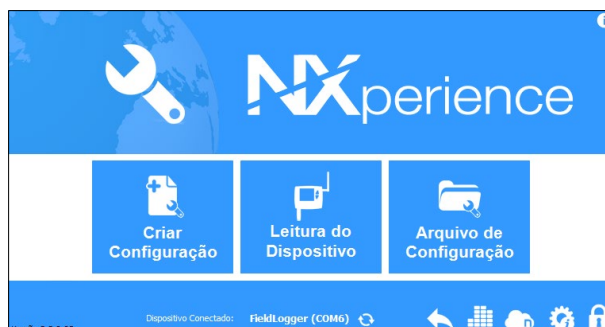 NXperience
Criar
Configuração
Leitura do
Dispositivo
Arquivo de
Configuração
Dispositivo Conectado: FieldLogger (COM6)